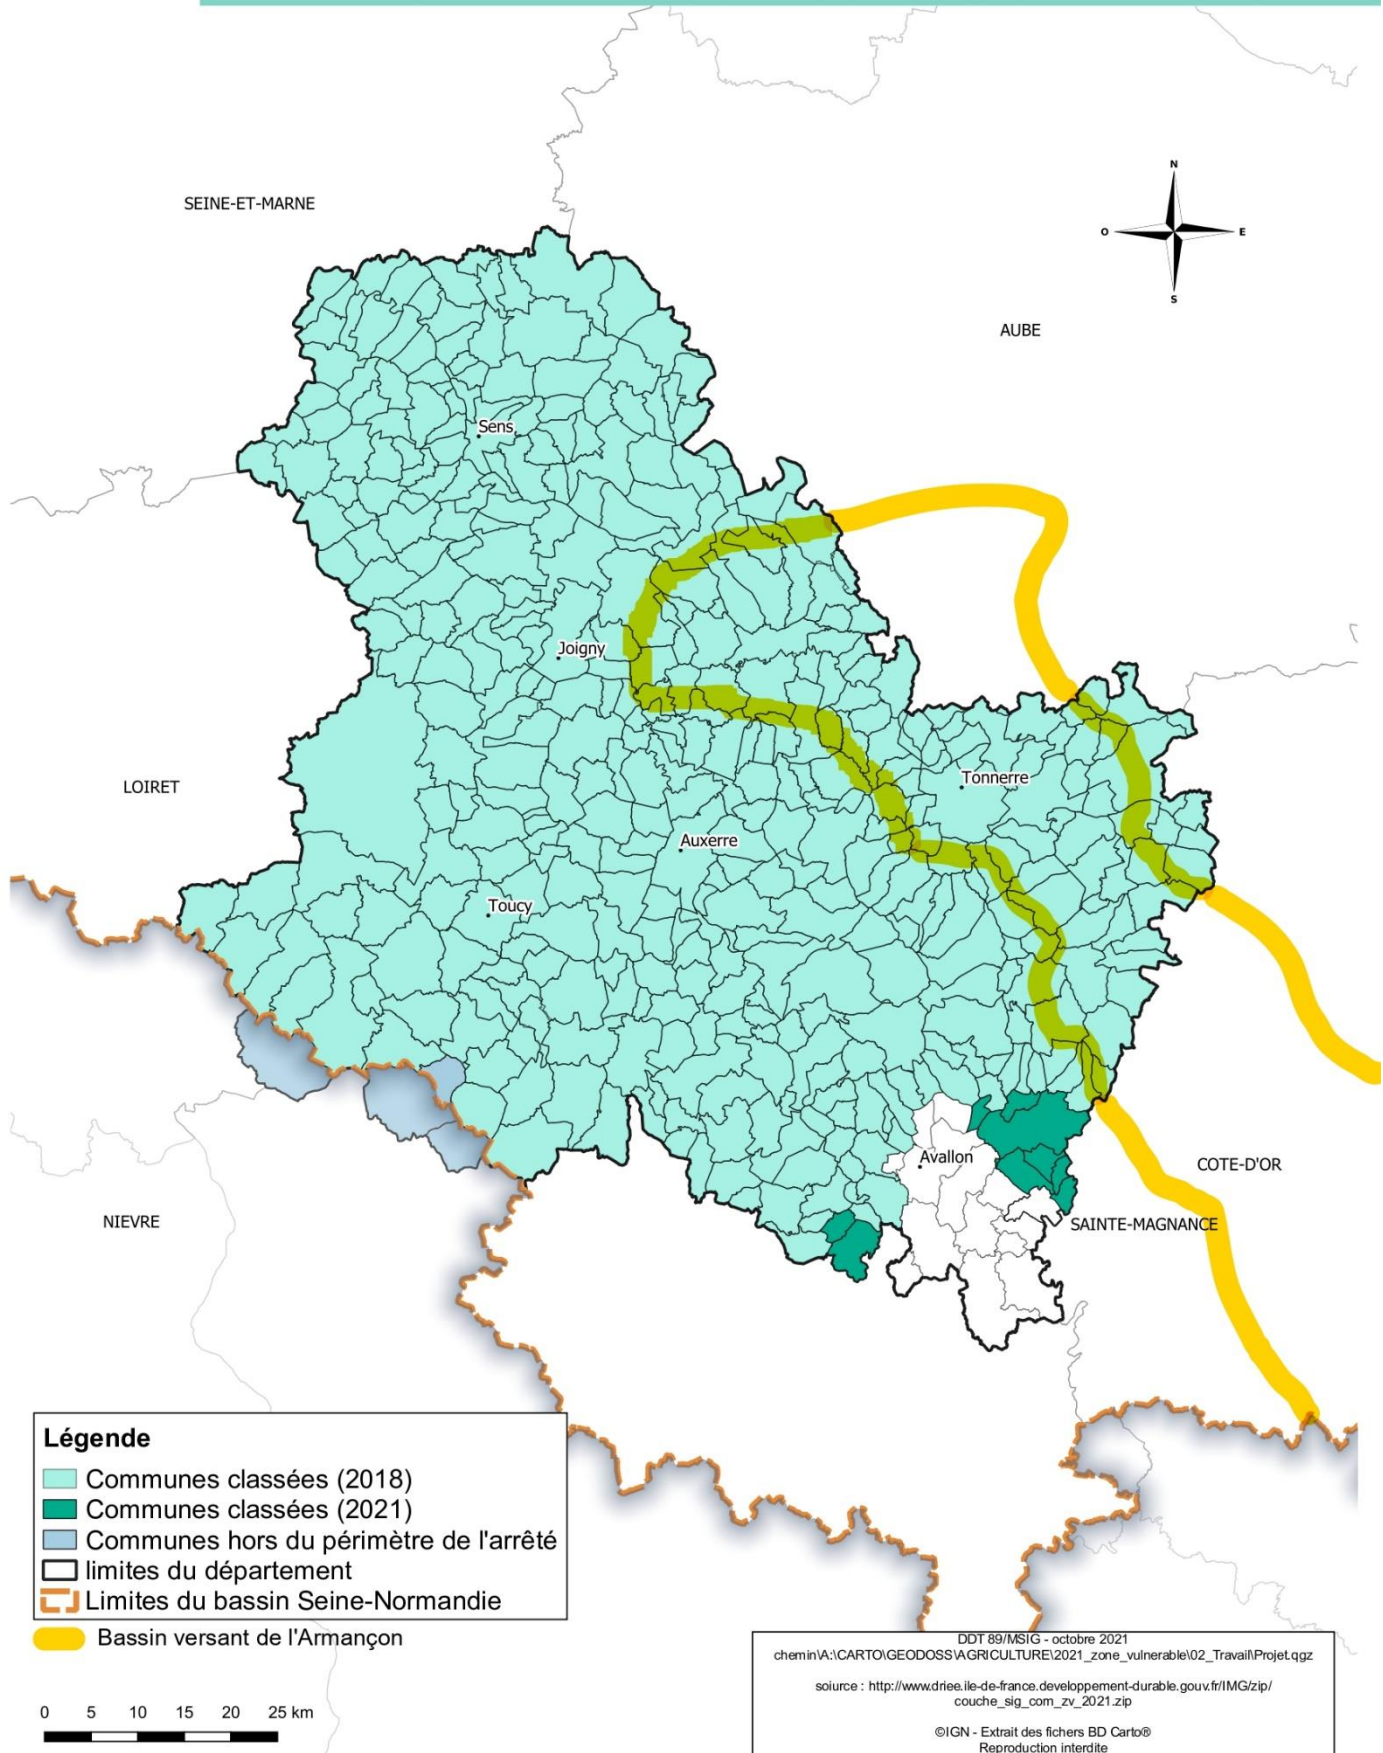 SEINE-ET-MARNE
N
O
E
S
AUBE
Sens
Joigny
LOIRET
Tonnerre
Auxerre
Toucy
Avallon
COTE-D'OR
NIEVRE
SAINTE-MAGNANCE
Légende
Communes classées (2018)
Communes classées (2021)
Communes hors du périmètre de l'arrêté
limites du département
Limites du bassin Seine-Normandie
Bassin versant de l'Armançon
0 5 10 15 20 25 km
DDT 89/MSIG - octobre 2021
chemin\A:\CARTO\GEODOSS\AGRICULTURE\2021_zone_vulnerable\02_Travail\Projet.qgz
soiurce : http://www.driee.ile-de-france.developpement-durable.gouv.fr/IMG/zip/
couche_sig_com_zv_2021.zip
©IGN - Extrait des fichers BD Carto®
Reproduction interdite